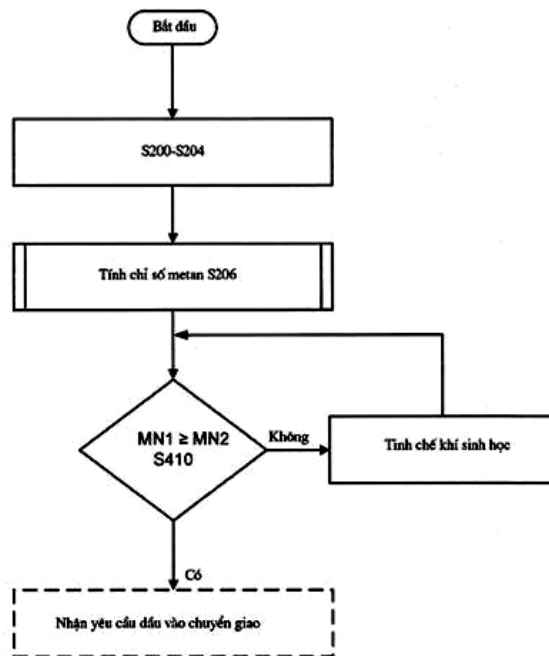 Bắt đầu
S200-S204
Tính chỉ số metan S206
MN1 ≥ MN2
S410
Không
Tinh chế khí sinh học
Có
Nhận yêu cầu đầu vào chuyển giao